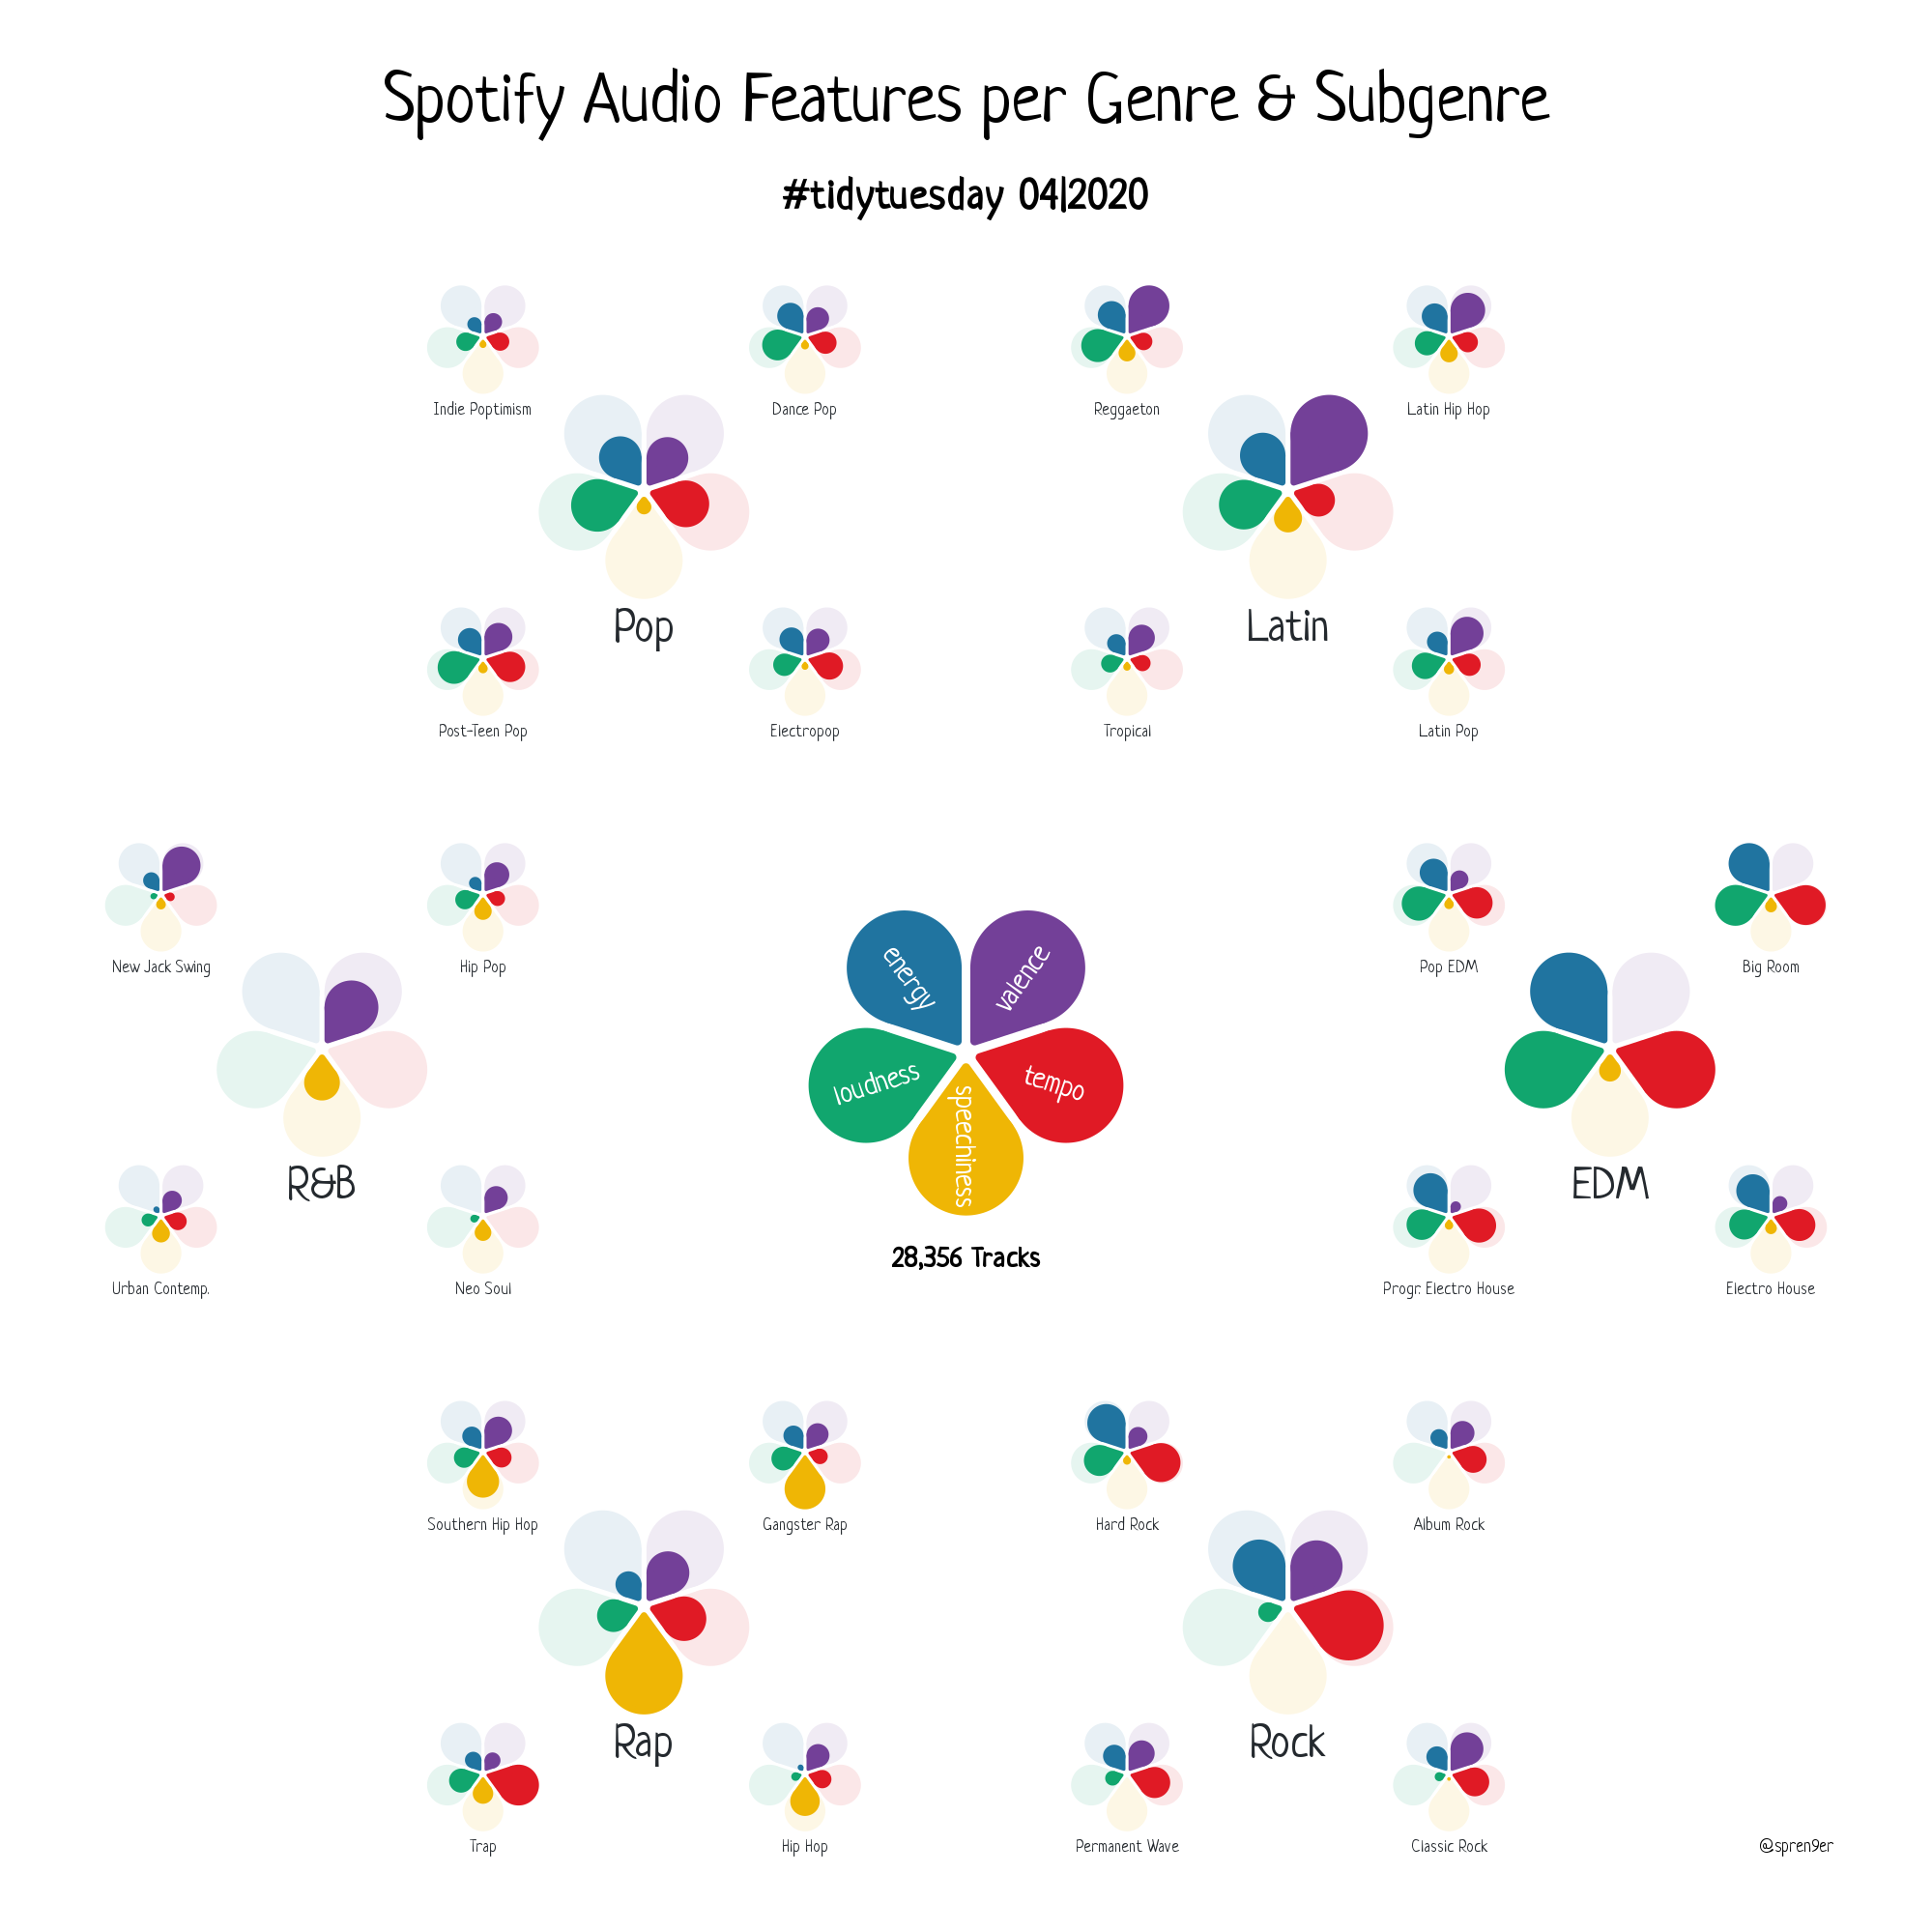 Spotify Audio Features per Genre & Subgenre
#tidytuesday 04|2020
Indie Poptimism
Dance Pop
Reggaeton
Latin Hip Hop
Pop
Latin
Post-Teen Pop
Electropop
Tropical
Latin Pop
New Jack Swing
Hip Pop
Pop EDM
Big Room
energy
valence
loudness
tempo
speechiness
R&B
EDM
28,356 Tracks
Urban Contemp.
Neo Soul
Progr. Electro House
Electro House
Southern Hip Hop
Gangster Rap
Hard Rock
Album Rock
Rap
Rock
Trap
Hip Hop
Permanent Wave
Classic Rock
@spren9er